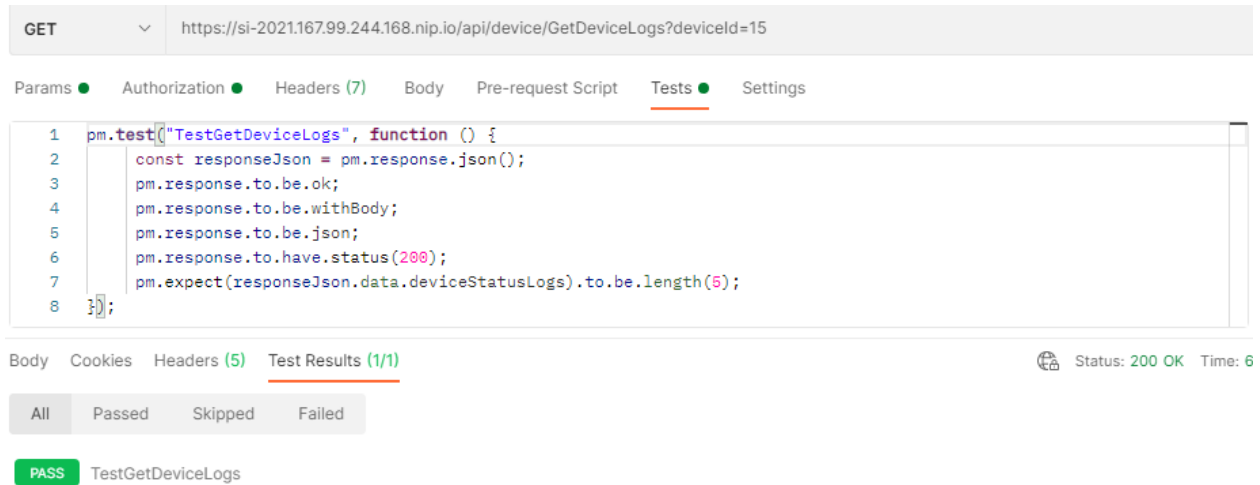 GET https://si-2021.167.99.244.168.nip.io/api/device/GetDeviceLogs?deviceId=15
Params Authorization Headers (7) Body Pre-request Script Tests Settings
1 pm.test("TestGetDeviceLogs", function () {
2 const responseJson = pm.response.json();
3 pm.response.to.be.ok;
4 pm.response.to.be.withBody;
5 pm.response.to.be.json;
6 pm.response.to.have.status(200);
7 pm.expect(responseJson.data.deviceStatusLogs).to.be.length(5);
8 });
Body Cookies Headers (5) Test Results (1/1) Status: 200 OK Time: 6
All Passed Skipped Failed
PASS TestGetDeviceLogs